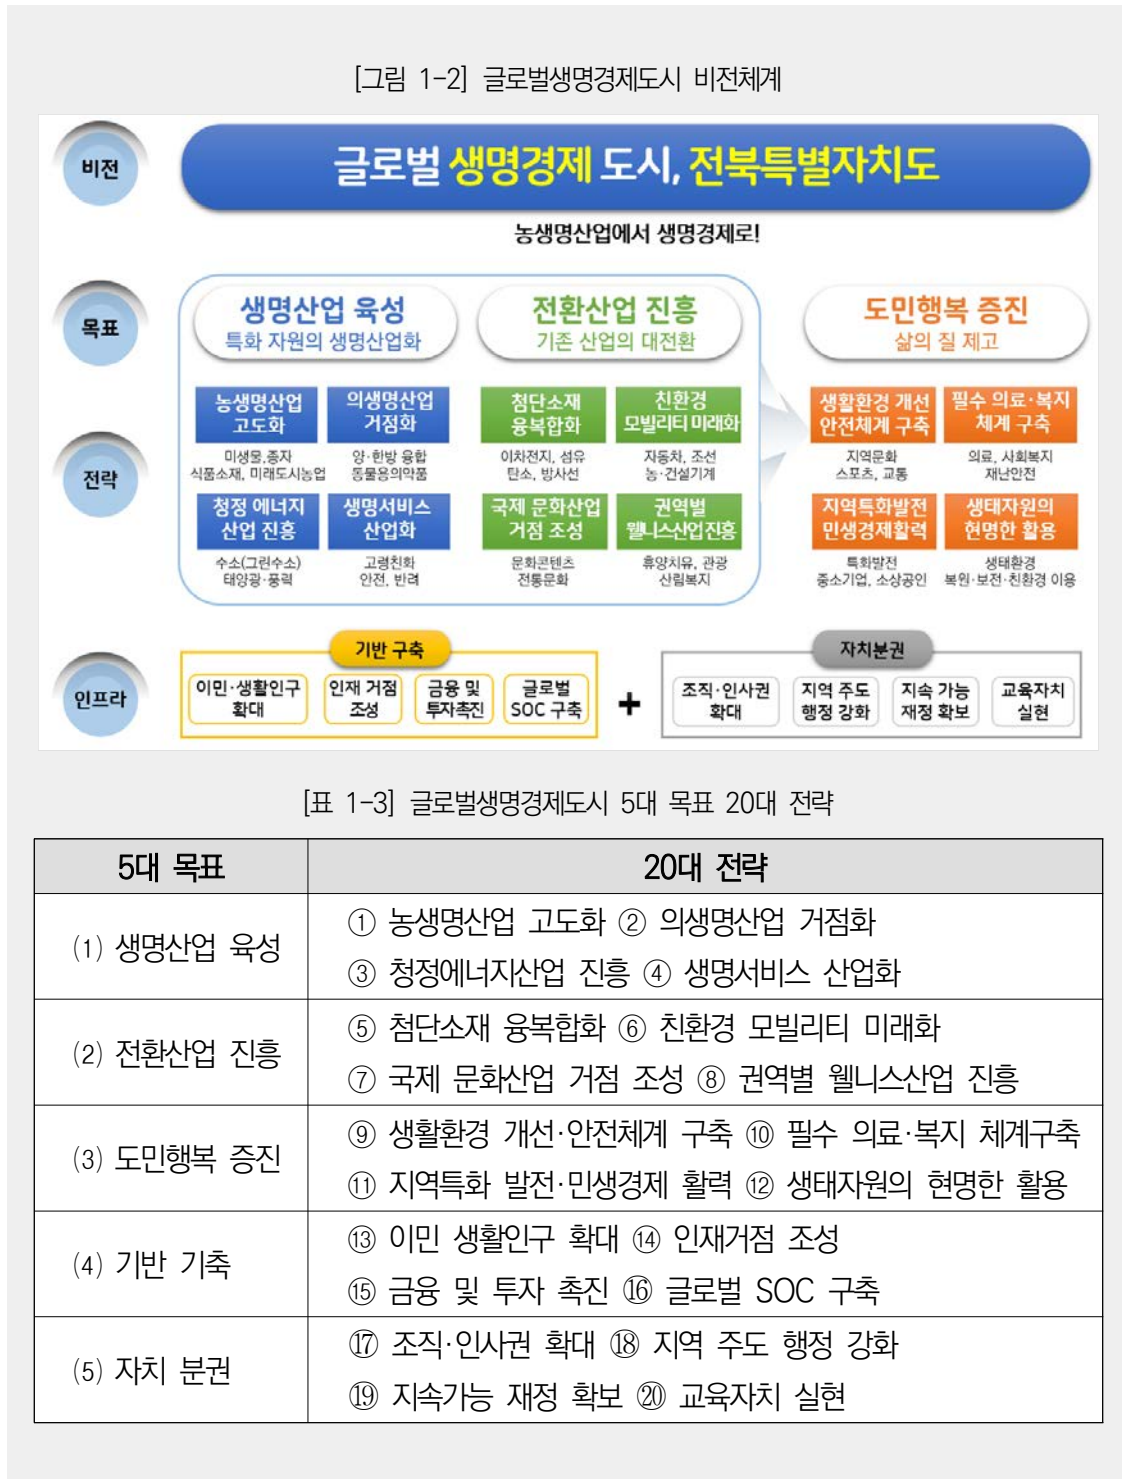 [그림 1-2] 글로벌생명경제도시 비전체계
비전
글로벌 생명경제 도시, 전북특별자치도
농생명산업에서 생명경제로!
목표
생명산업 육성
특화 자원의 생명산업화
전환산업 진흥
기존 산업의 대전환
도민행복 증진
삶의 질 제고
전략
농생명산업
고도화
미생물,종자
식품소재, 미래도시농업
의생명산업
거점화
양·한방 융합
동물용의약품
첨단소재
융복합화
이차전지, 섬유
탄소, 방사선
친환경
모빌리티 미래화
자동차, 조선
농·건설기계
생활환경 개선
안전체계 구축
지역문화
스포츠, 교통
필수 의료·복지
체계 구축
의료, 사회복지
재난안전
청정 에너지
산업 진흥
수소(그린수소)
태양광·풍력
생명서비스
산업화
고령친화
안전, 반려
국제 문화산업
거점 조성
문화콘텐츠
전통문화
권역별
웰니스산업진흥
휴양치유, 관광
산림복지
지역특화발전
민생경제활력
특화발전
중소기업, 소상공인
생태자원의
현명한 활용
생태환경
복원·보전·친환경 이용
인프라
기반 구축
이민·생활인구
확대
인재 거점
조성
금융 및
투자촉진
글로벌
SOC 구축
+
자치분권
조직·인사권
확대
지역 주도
행정 강화
지속 가능
재정 확보
교육자치
실현
[표 1-3] 글로벌생명경제도시 5대 목표 20대 전략
5대 목표
20대 전략
(1) 생명산업 육성
① 농생명산업 고도화 ② 의생명산업 거점화
③ 청정에너지산업 진흥 ④ 생명서비스 산업화
(2) 전환산업 진흥
⑤ 첨단소재 융복합화 ⑥ 친환경 모빌리티 미래화
⑦ 국제 문화산업 거점 조성 ⑧ 권역별 웰니스산업 진흥
(3) 도민행복 증진
⑨ 생활환경 개선·안전체계 구축 ⑩ 필수 의료·복지 체계구축
⑪ 지역특화 발전·민생경제 활력 ⑫ 생태자원의 현명한 활용
(4) 기반 기축
⑬ 이민 생활인구 확대 ⑭ 인재거점 조성
⑮ 금융 및 투자 촉진 ⑯ 글로벌 SOC 구축
(5) 자치 분권
⑰ 조직·인사권 확대 ⑱ 지역 주도 행정 강화
⑲ 지속가능 재정 확보 ⑳ 교육자치 실현